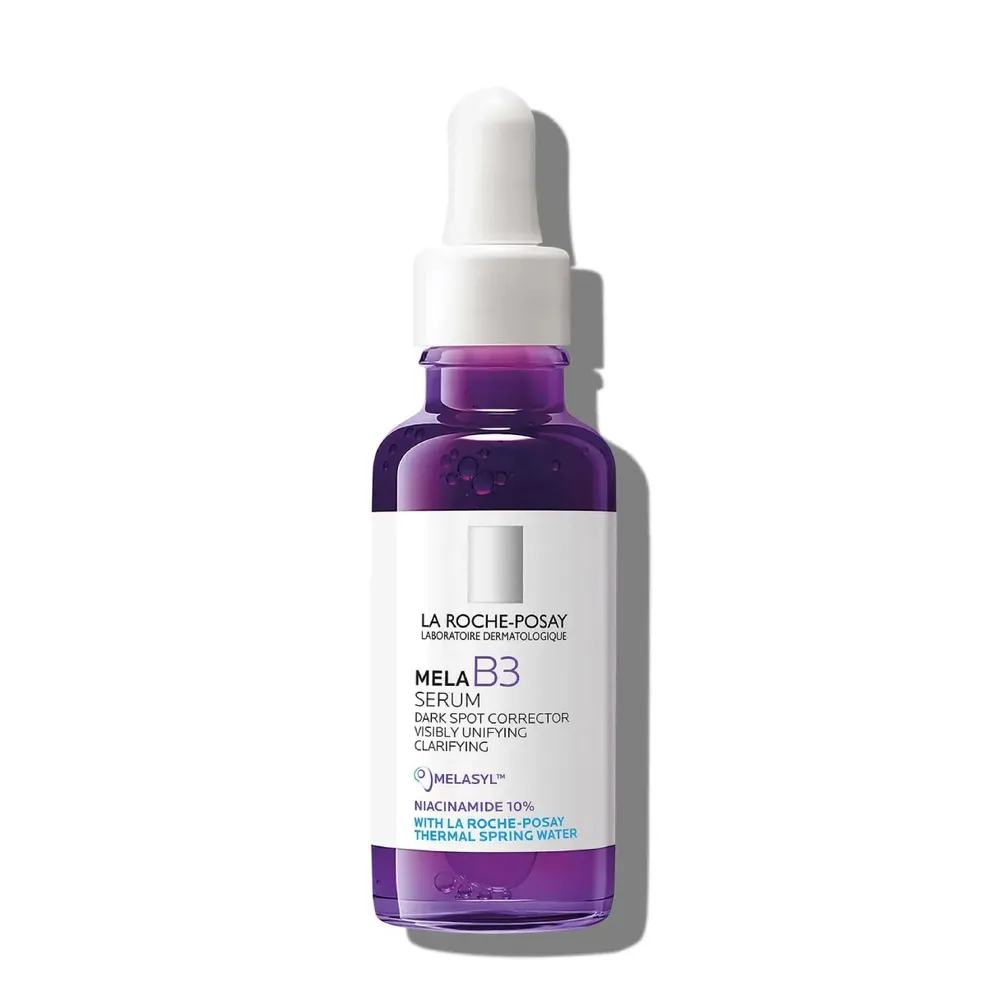 LA ROCHE-POSAY
LABORATOIRE DERMATOLOGIQUE
MELA B3
SERUM
DARK SPOT CORRECTOR
VISIBLY UNIFYING
CLARIFYING
MELASYL™
NIACINAMIDE 10%
WITH LA ROCHE-POSAY
THERMAL SPRING WATER